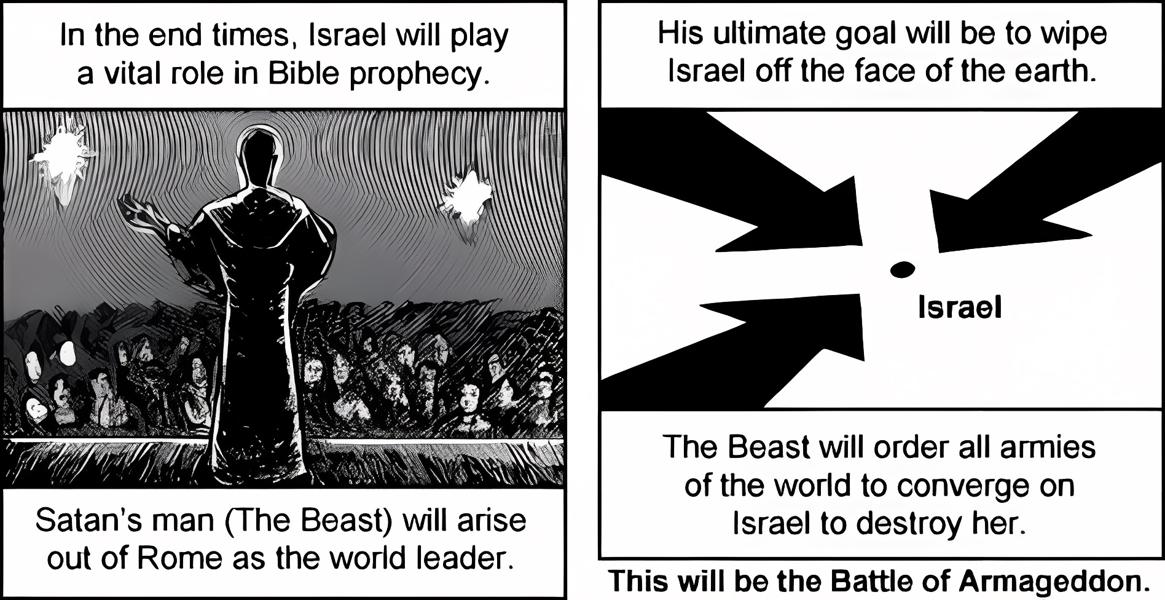 In the end times, Israel will play
a vital role in Bible prophecy.
Satan's man (The Beast) will arise
out of Rome as the world leader.
His ultimate goal will be to wipe
Israel off the face of the earth.
Israel
The Beast will order all armies
of the world to converge on
Israel to destroy her.
This will be the Battle of Armageddon.